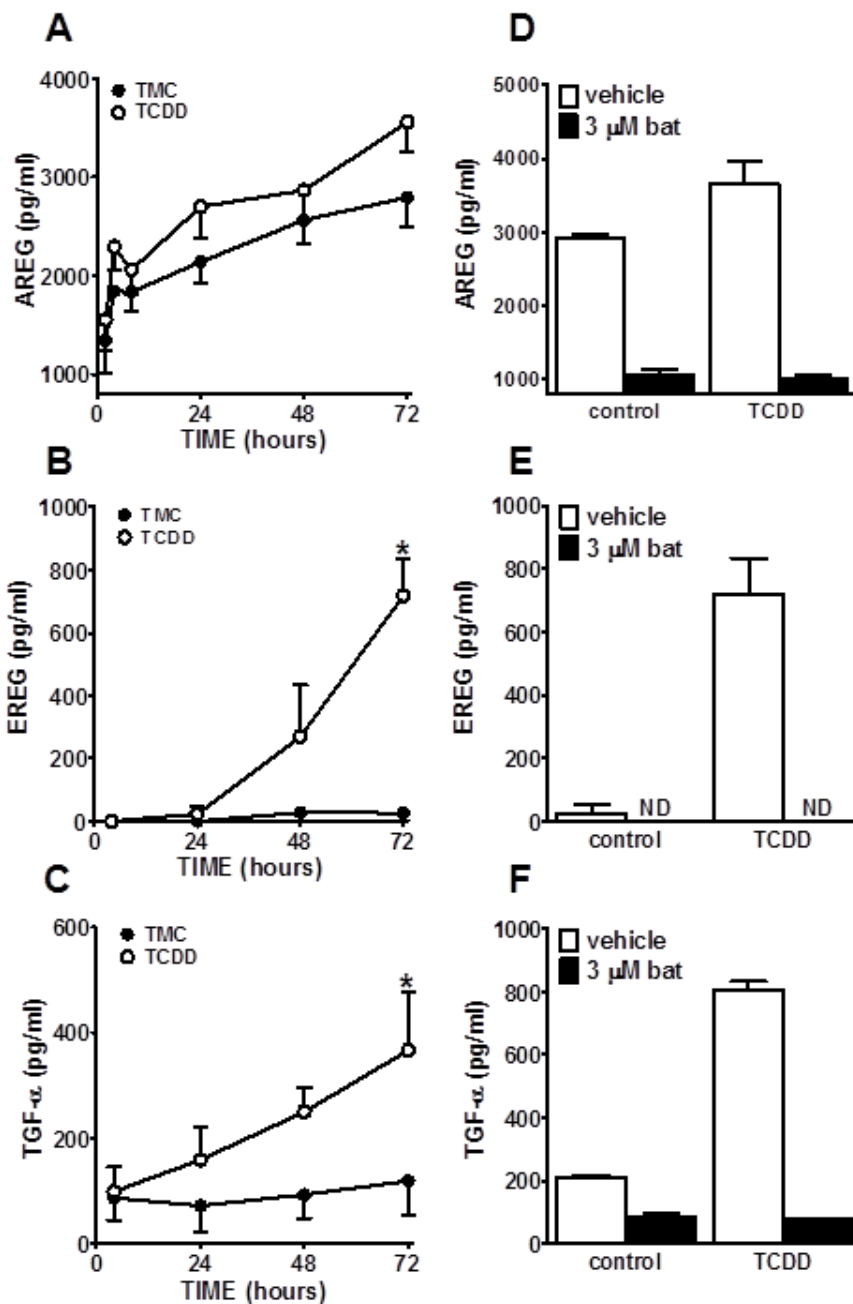 A
TMC
TCDD
4000
3000
2000
1000
AREG (pg/ml)
0 24 48 72
TIME (hours)
D
vehicle
3 µM bat
5000
4000
3000
2000
1000
AREG (pg/ml)
control TCDD
B
TMC
TCDD
1000
800
600
400
200
0
EREG (pg/ml)
*
0 24 48 72
TIME (hours)
E
vehicle
3 µM bat
1000
800
600
400
200
0
EREG (pg/ml)
ND ND
control TCDD
C
TMC
TCDD
600
400
200
0
TGF-α (pg/ml)
*
0 24 48 72
TIME (hours)
F
vehicle
3 µM bat
1000
800
600
400
200
0
TGF-α (pg/ml)
control TCDD